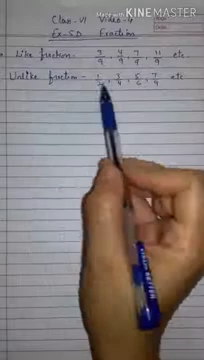 Class-VI Video-4
Ex-5D Fraction
Like fraction - 3/9, 4/9, 7/9, 11/9 etc
Unlike fraction - 3/4, 5/6, 7/9 etc
MADE WITH KINEMASTER